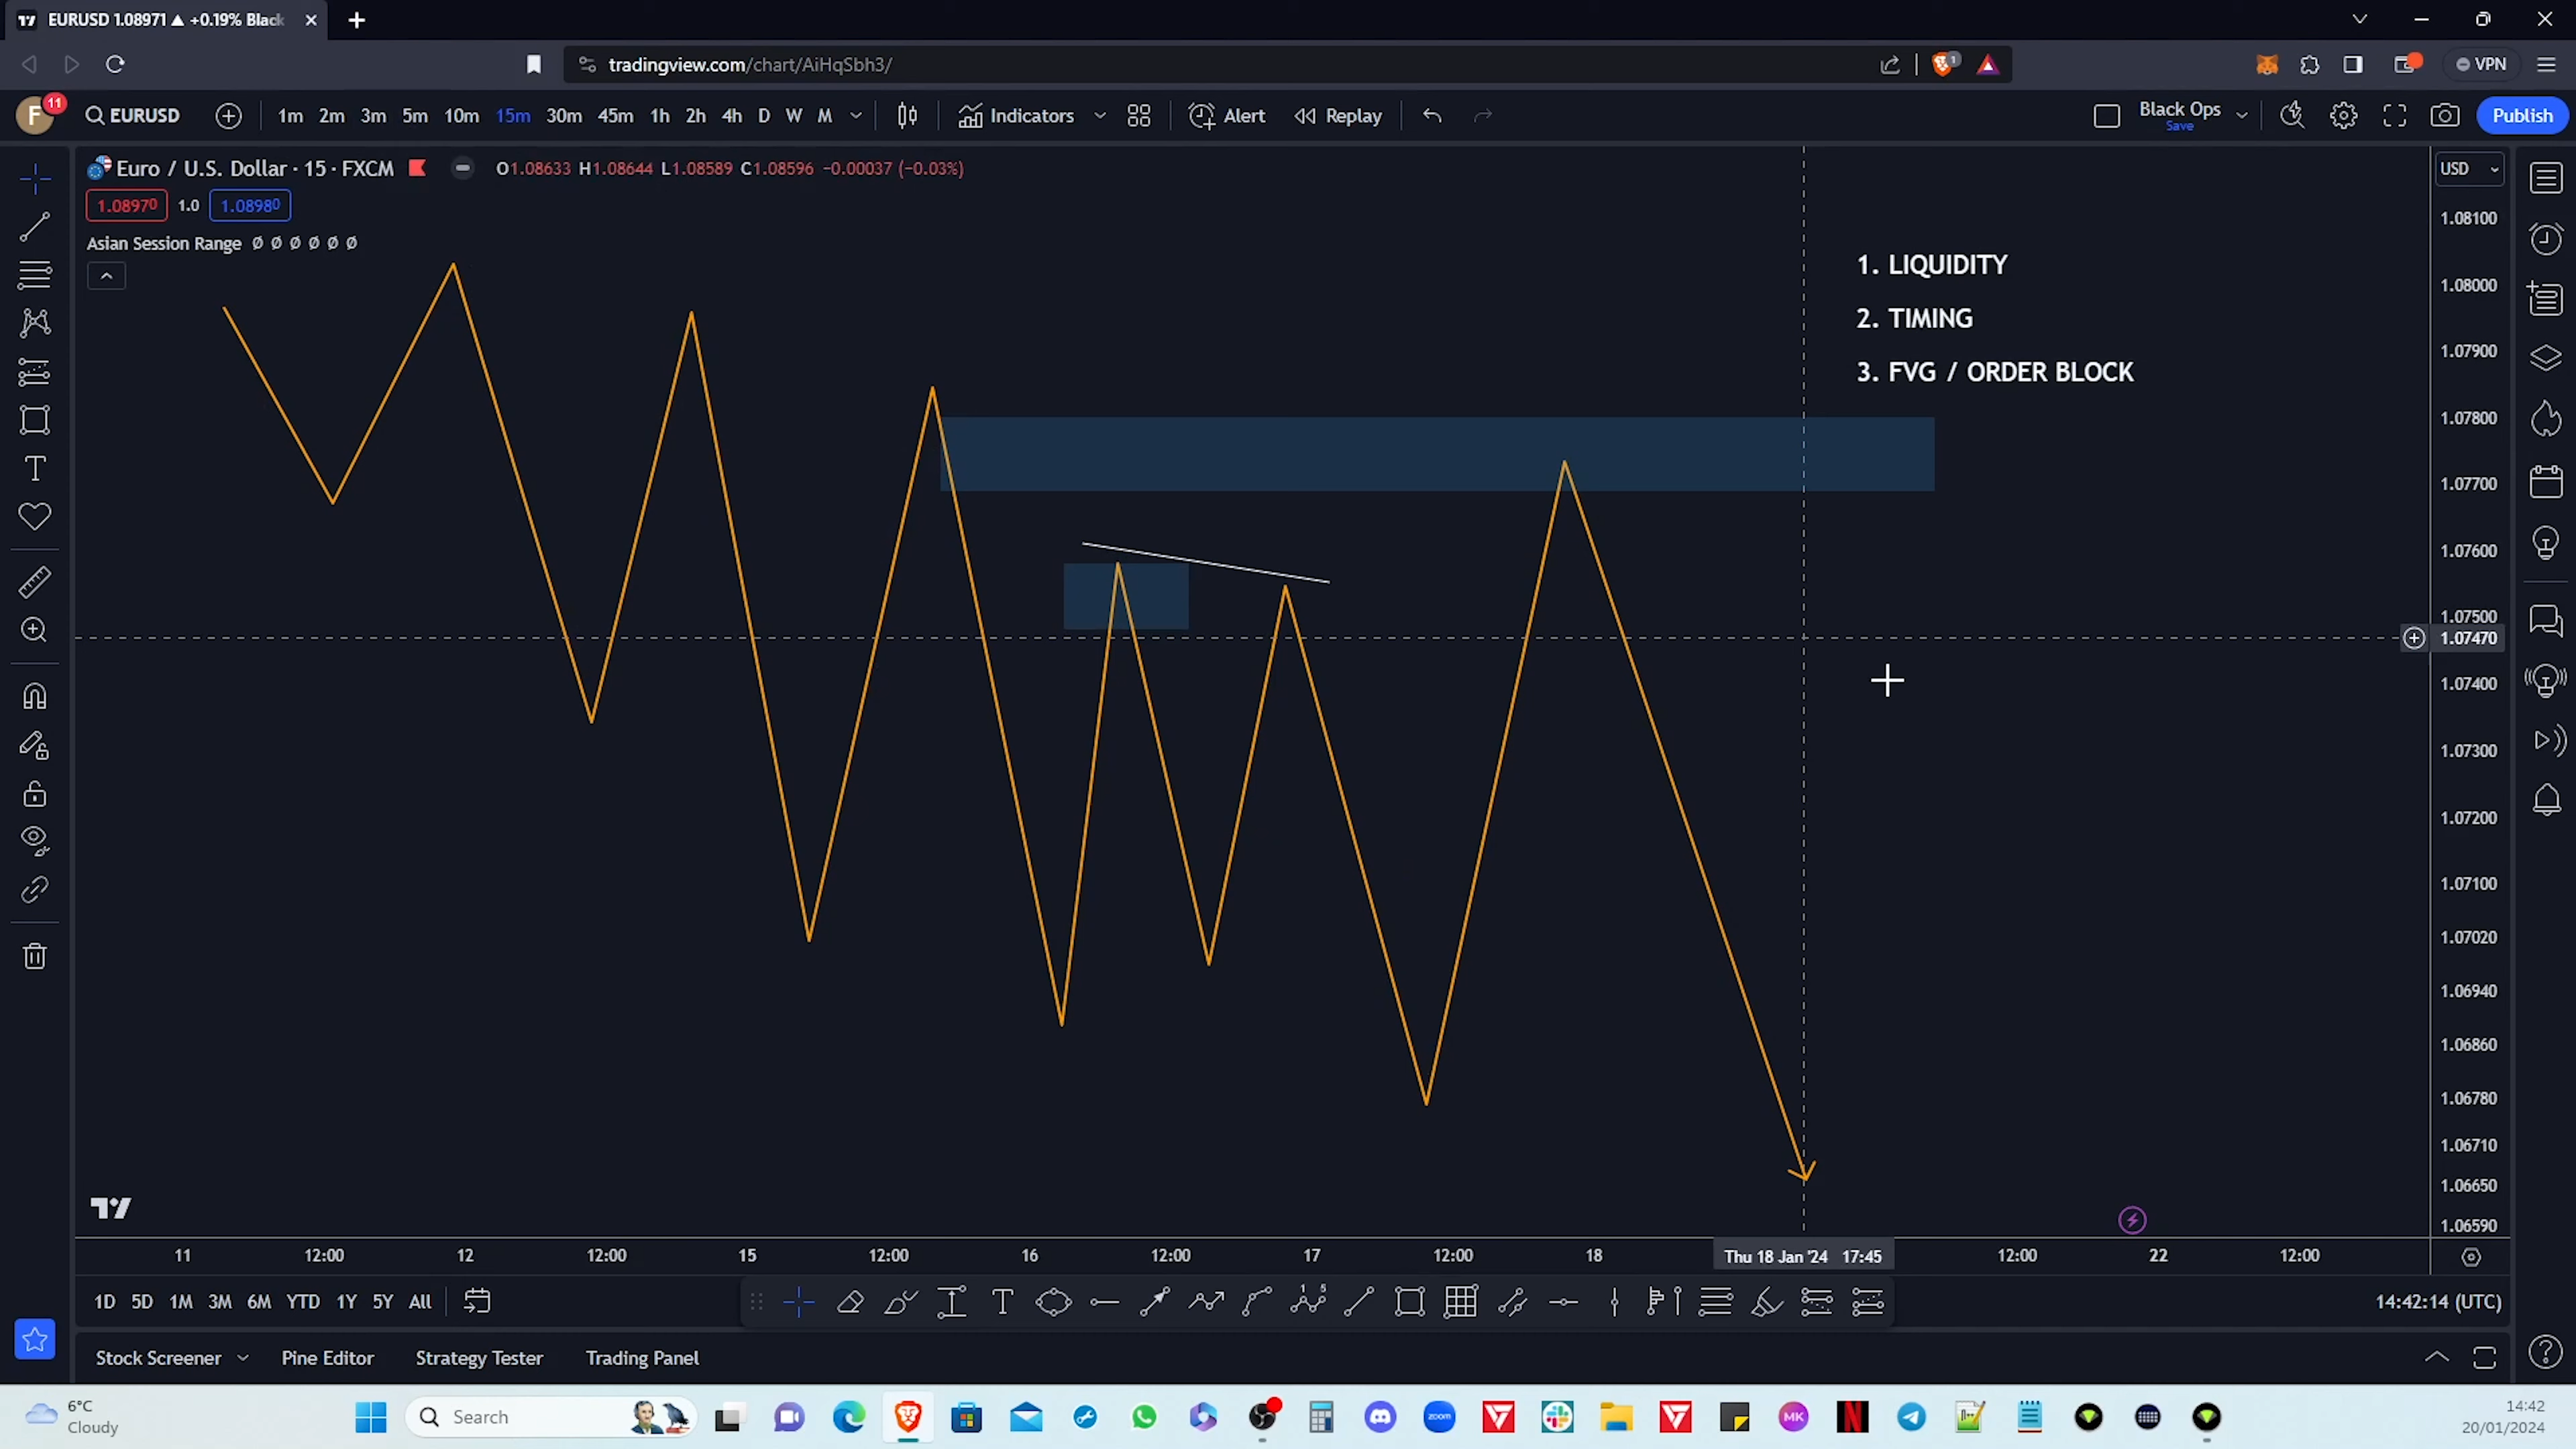 EURUSD 1.08971 ▲ +0.19% Black
tradingview.com/chart/AiHqSbh3/
1
VPN
F
11
EURUSD
1m 2m 3m 5m 10m 15m 30m 45m 1h 2h 4h D W M
Indicators
Alert
Replay
Black Ops
Save
Publish
Euro / U.S. Dollar · 15 · FXCM
O1.08633 H1.08644 L1.08589 C1.08596 -0.00037 (-0.03%)
1.08970 1.0 1.08980
Asian Session Range Ø Ø Ø Ø Ø Ø
USD
1. LIQUIDITY
2. TIMING
3. FVG / ORDER BLOCK
1.08100
1.08000
1.07900
1.07800
1.07700
1.07600
1.07500
1.07470
1.07400
1.07300
1.07200
1.07100
1.07020
1.06940
1.06860
1.06780
1.06710
1.06650
1.06590
11 12:00 12 12:00 15 12:00 16 12:00 17 12:00 18 Thu 18 Jan '24 17:45 12:00 22 12:00
1D 5D 1M 3M 6M YTD 1Y 5Y All
14:42:14 (UTC)
Stock Screener Pine Editor Strategy Tester Trading Panel
6°C
Cloudy
Search
zoom
MK
N
14:42
20/01/2024